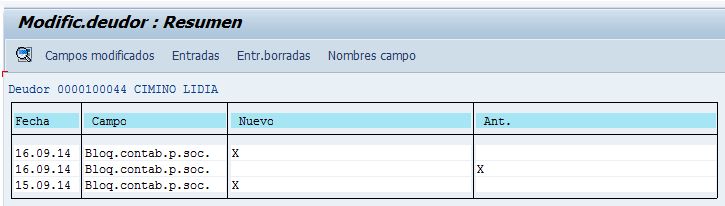 Modific.deudor : Resumen
Campos modificados Entradas Entr.borradas Nombres campo
Deudor 0000100044 CIMINO LIDIA
Fecha Campo Nuevo Ant.
16.09.14 Bloq.contab.p.soc. X
16.09.14 Bloq.contab.p.soc. X
15.09.14 Bloq.contab.p.soc. X